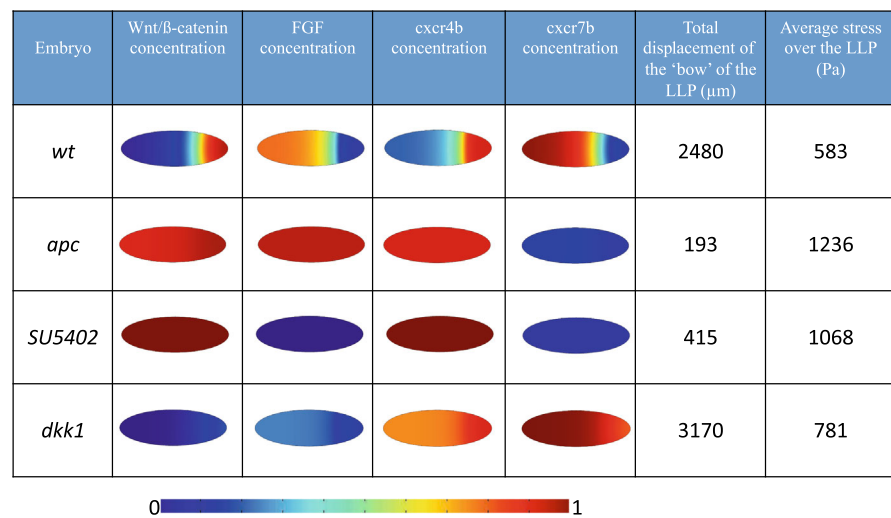 Embryo
Wnt/ß-catenin
concentration
FGF
concentration
cxcr4b
concentration
cxcr7b
concentration
Total
displacement of
the ‘bow’ of the
LLP (µm)
Average stress
over the LLP
(Pa)
wt
2480
583
apc
193
1236
SU5402
415
1068
dkk1
3170
781
0
1